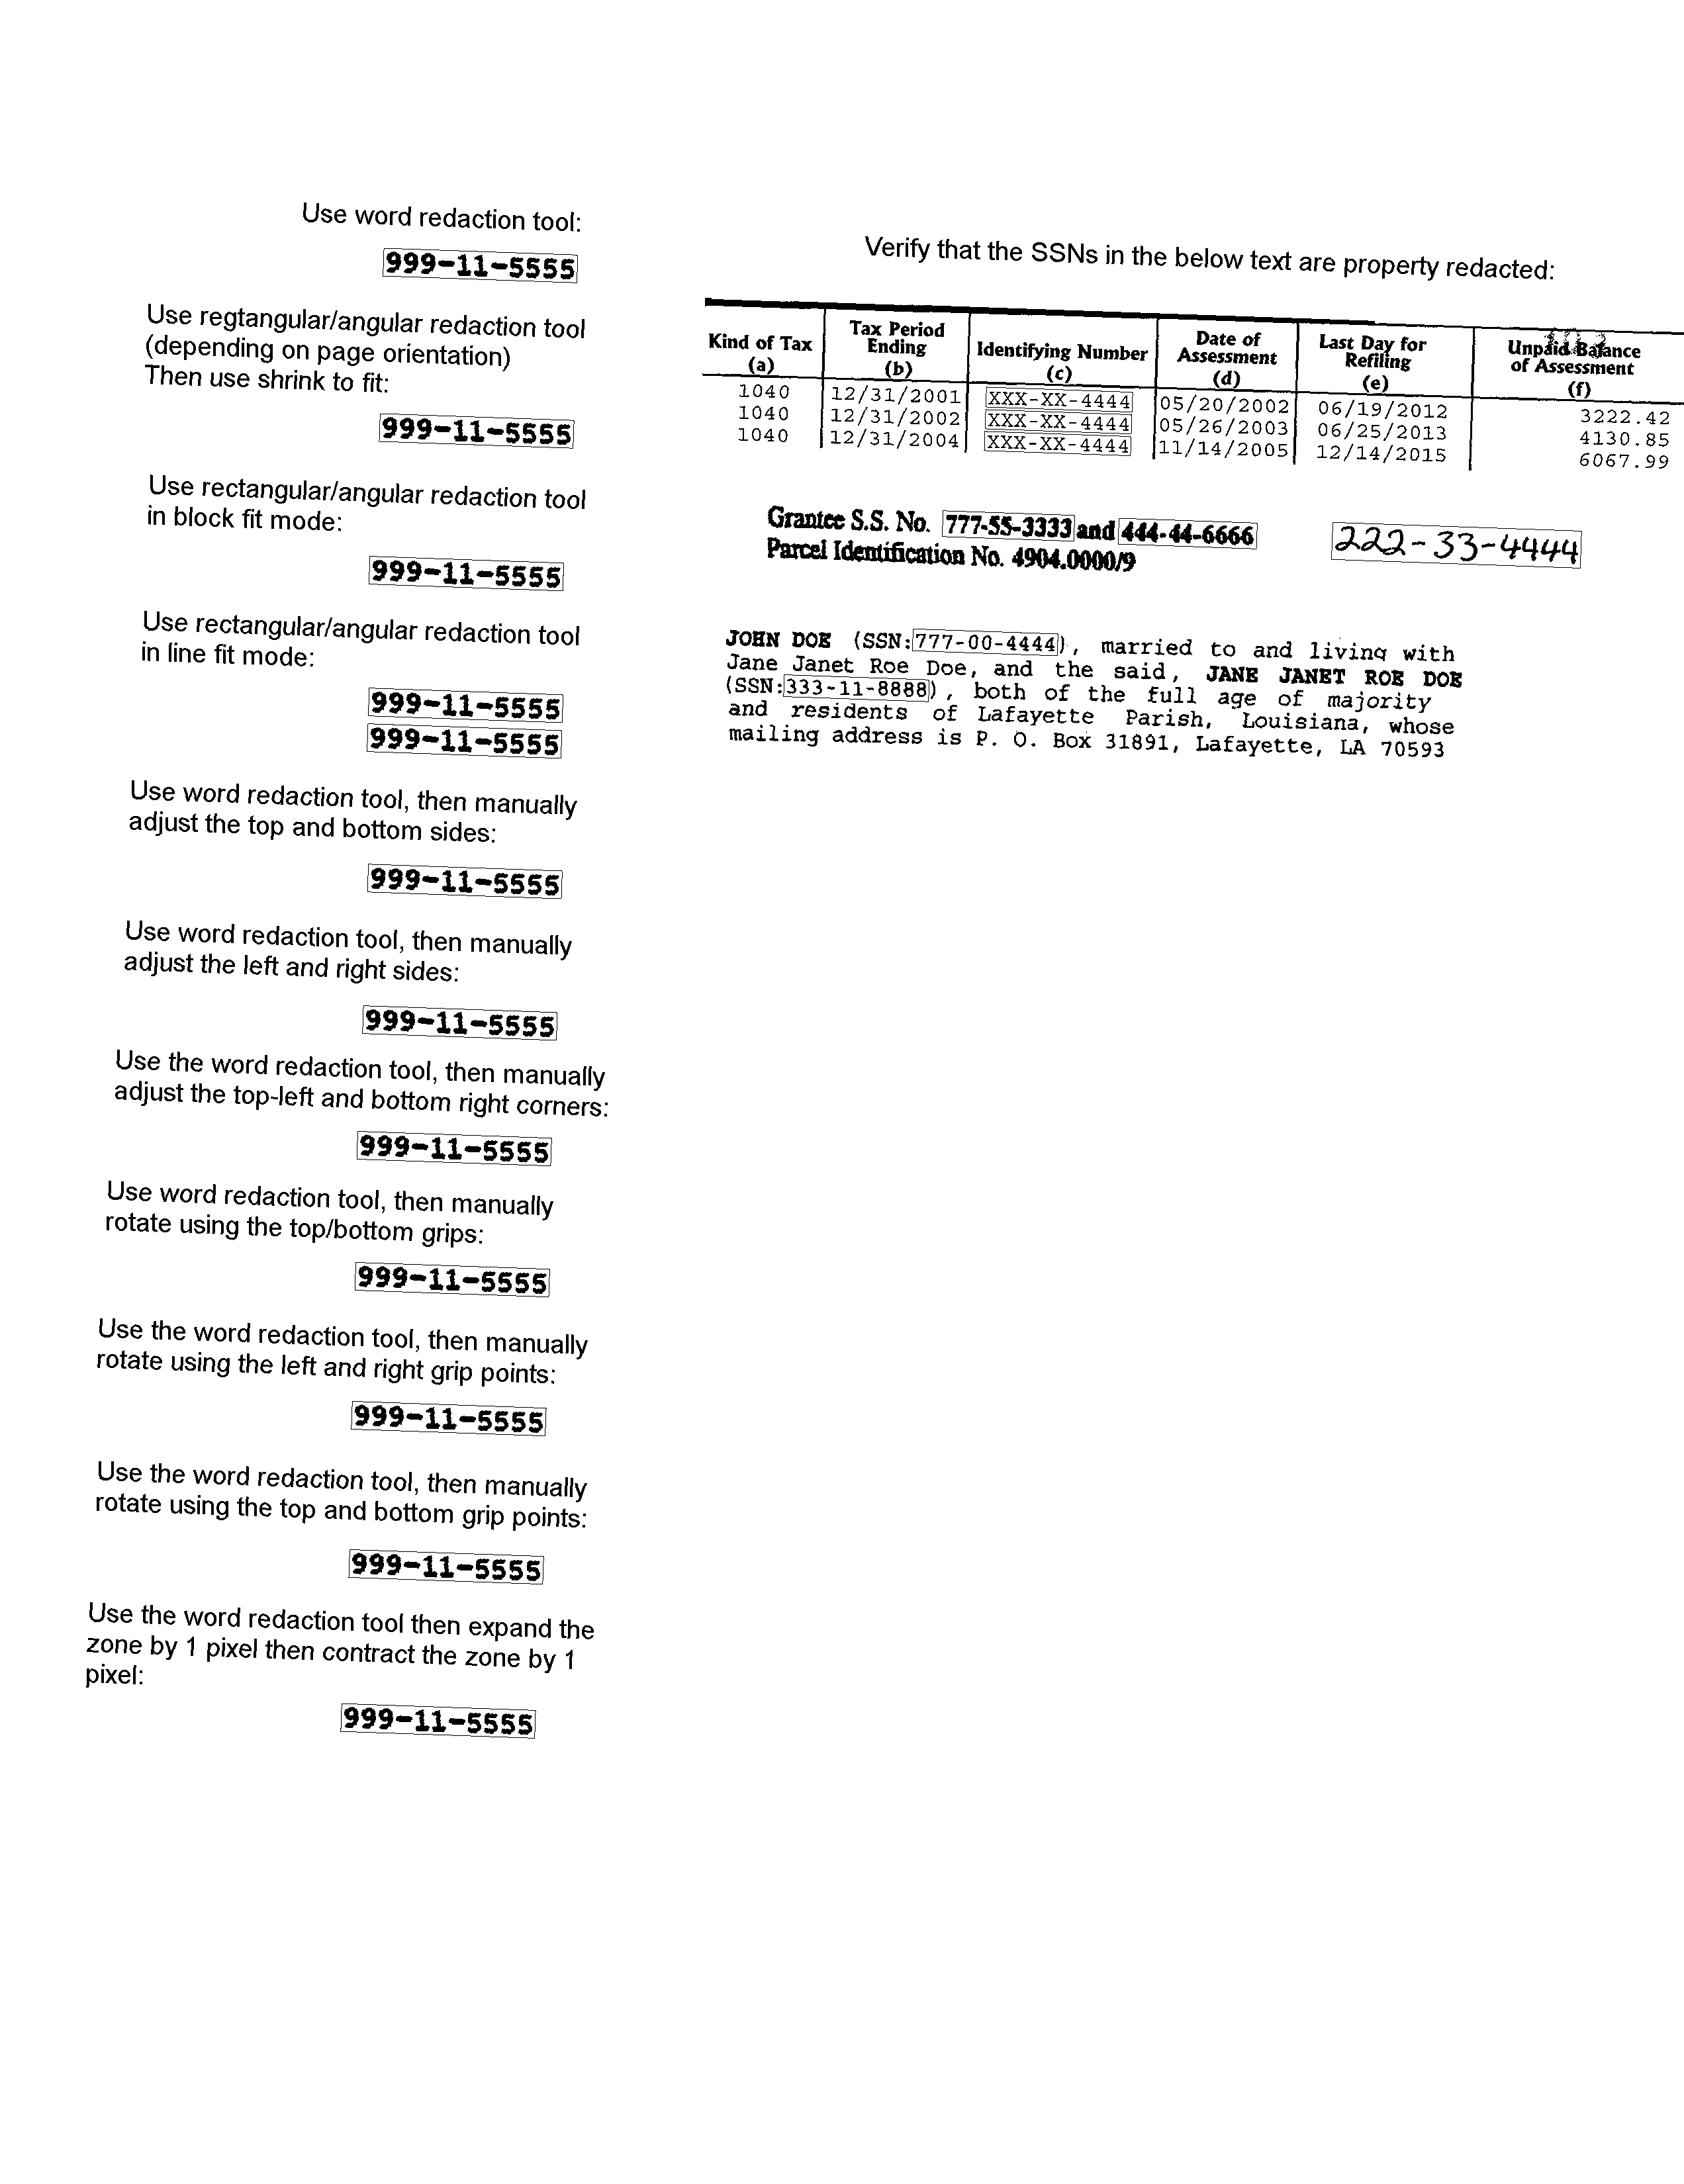 Use word redaction tool:
999-11-5555
Use regtangular/angular redaction tool
(depending on page orientation)
Then use shrink to fit:
999-11-5555
Use rectangular/angular redaction tool
in block fit mode:
999-11-5555
Use rectangular/angular redaction tool
in line fit mode:
999-11-5555
999-11-5555
Use word redaction tool, then manually
adjust the top and bottom sides:
999-11-5555
Use word redaction tool, then manually
adjust the left and right sides:
999-11-5555
Use the word redaction tool, then manually
adjust the top-left and bottom right corners:
999-11-5555
Use word redaction tool, then manually
rotate using the top/bottom grips:
999-11-5555
Use the word redaction tool, then manually
rotate using the left and right grip points:
999-11-5555
Use the word redaction tool, then manually
rotate using the top and bottom grip points:
999-11-5555
Use the word redaction tool then expand the
zone by 1 pixel then contract the zone by 1
pixel:
999-11-5555
Verify that the SSNs in the below text are property redacted:
Kind of Tax (a) Tax Period Ending (b) Identifying Number (c) Date of Assessment (d) Last Day for Refiling (e) Unpaid Balance of Assessment (f)
1040 12/31/2001 XXX-XX-4444 05/20/2002 06/19/2012 3222.42
1040 12/31/2002 XXX-XX-4444 05/26/2003 06/25/2013 4130.85
1040 12/31/2004 XXX-XX-4444 11/14/2005 12/14/2015 6067.99
Grantee S.S. No. 777-55-3333 and 444-44-6666
Parcel Identification No. 4904.0000/9
222-33-4444
JOHN DOE (SSN:777-00-4444), married to and living with
Jane Janet Roe Doe, and the said, JANE JANET ROE DOE
(SSN:333-11-8888), both of the full age of majority
and residents of Lafayette Parish, Louisiana, whose
mailing address is P. O. Box 31891, Lafayette, LA 70593